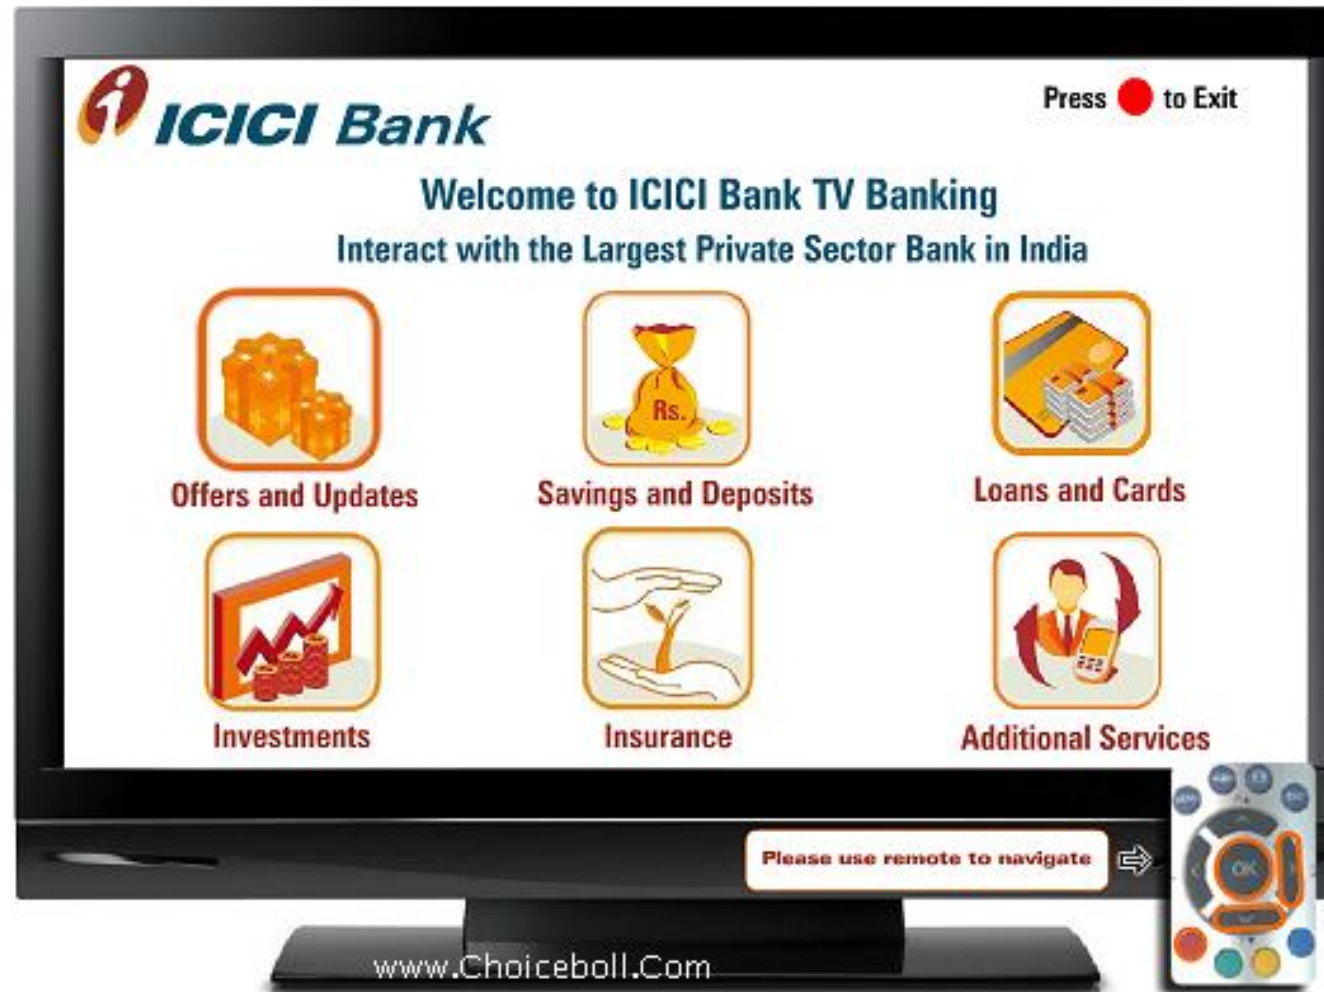 ICICI Bank
Press to Exit
Welcome to ICICI Bank TV Banking
Interact with the Largest Private Sector Bank in India
Rs.
Offers and Updates
Savings and Deposits
Loans and Cards
Investments
Insurance
Additional Services
Please use remote to navigate
OK
www.Choiceboll.Com